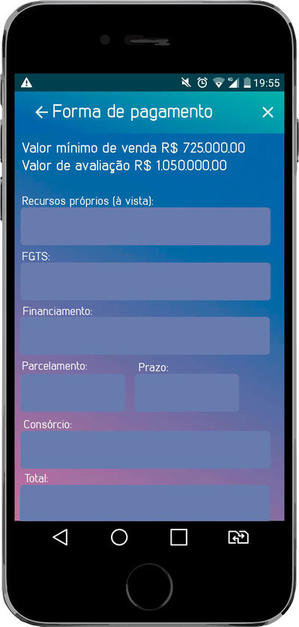 19:55
Forma de pagamento
Valor mínimo de venda R$ 725.000.00
Valor de avaliação R$ 1.050.000.00
Recursos próprios (à vista):
FGTS:
Financiamento:
Parcelamento: Prazo:
Consórcio:
Total: